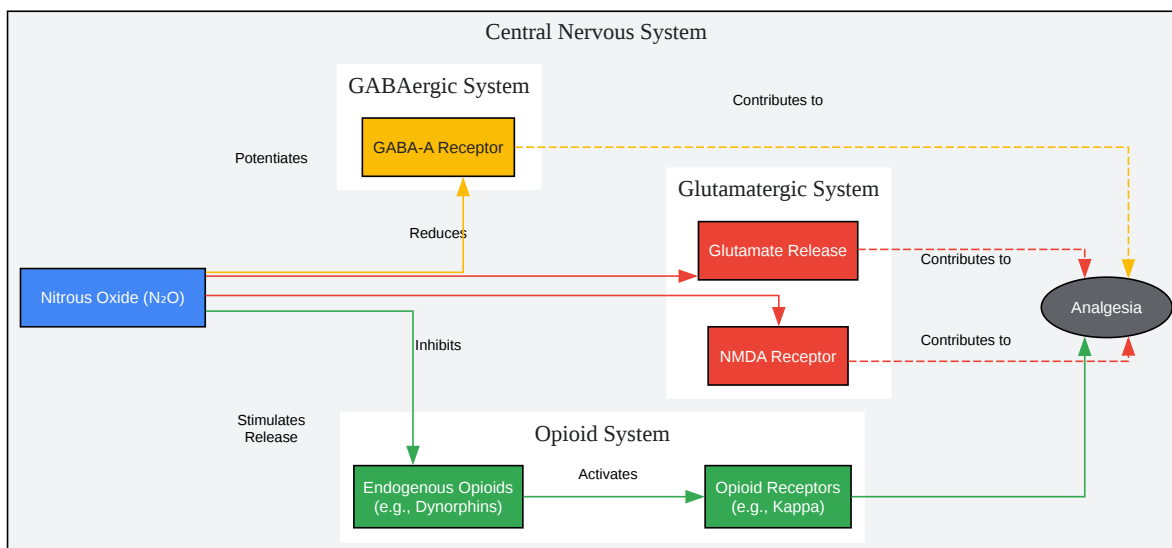 Central Nervous System
GABAergic System
Contributes to
GABA-A Receptor
Potentiates
Glutamatergic System
Reduces
Glutamate Release
Contributes to
Nitrous Oxide (N₂O)
Analgesia
Inhibits
NMDA Receptor
Contributes to
Stimulates
Release
Opioid System
Endogenous Opioids
(e.g., Dynorphins)
Activates
Opioid Receptors
(e.g., Kappa)